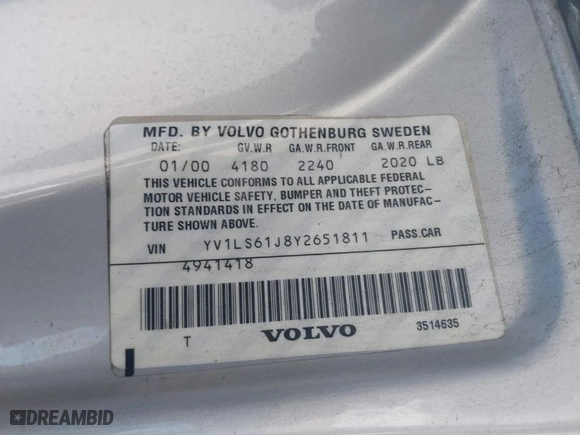 MFD. BY VOLVO GOTHENBURG SWEDEN
DATE: GV.W.R GA.W.R.FRONT GA.W.R.REAR
01/00 4180 2240 2020 LB
THIS VEHICLE CONFORMS TO ALL APPLICABLE FEDERAL
MOTOR VEHICLE SAFETY, BUMPER AND THEFT PROTEC-
TION STANDARDS IN EFFECT ON THE DATE OF MANUFAC-
TURE SHOWN ABOVE.
VIN YV1LS61J8Y2651811 PASS.CAR
4941418
T VOLVO 3514635
DREAMBID